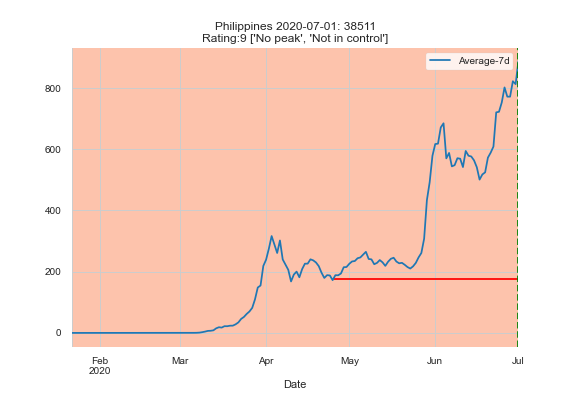 Philippines 2020-07-01: 38511
Rating:9 ['No peak', 'Not in control']
Average-7d
800
600
400
200
0
Feb Mar Apr May Jun Jul
2020
Date